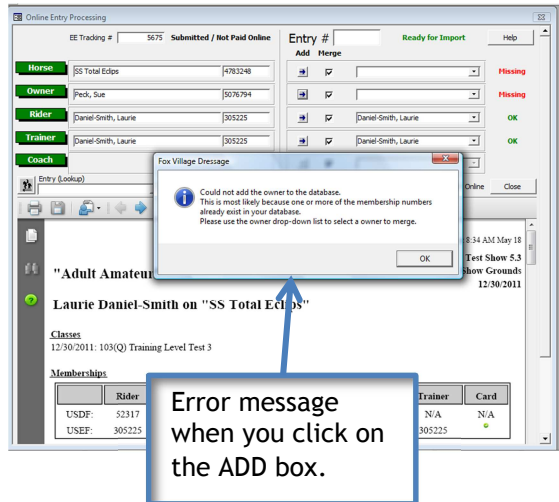 Online Entry Processing
EE Tracking # 5675 Submitted / Not Paid Online Entry # Ready for Import Help
Add Merge
Horse SS Total Edips 4783248 Missing
Owner Peck, Sue 5076794 Missing
Rider Daniel-Smith, Laurie 305225 Daniel-Smith, Laurie OK
Trainer Daniel-Smith, Laurie 305225 Daniel-Smith, Laurie OK
Coach
Fox Village Dressage
Could not add the owner to the database.
This is most likely because one or more of the membership numbers
already exist in your database.
Please use the owner drop-down list to select a owner to merge.
OK
Entry (Lookup) Online Close
8:34 AM May 18
Test Show 5.3
Show Grounds
12/30/2011
"Adult Amateur
Laurie Daniel-Smith on "SS Total Eclips"
Classes
12/30/2011: 103(Q) Training Level Test 3
Memberships
Rider Trainer Card
USDF: 52317 N/A N/A
USEF: 305225 305225
Error message
when you click on
the ADD box.